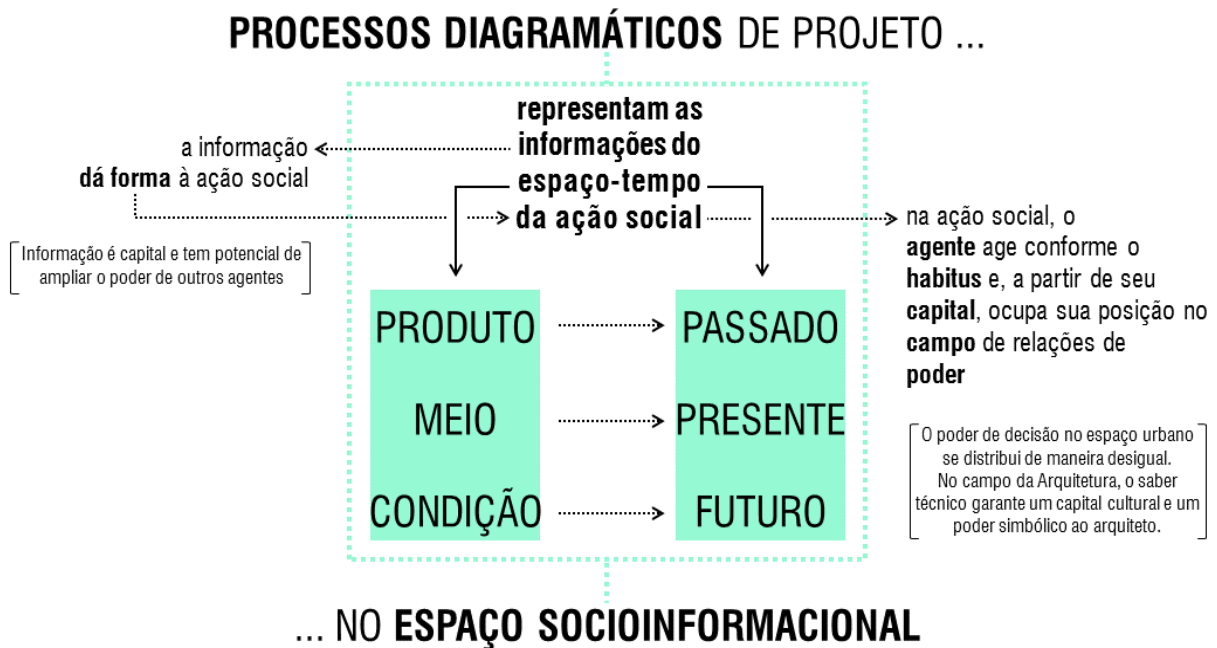 PROCESSOS DIAGRAMÁTICOS DE PROJETO ...
representam as
informações do
espaço-tempo
da ação social
a informação
dá forma à ação social
[Informação é capital e tem potencial de
ampliar o poder de outros agentes]
na ação social, o
agente age conforme o
habitus e, a partir de seu
capital, ocupa sua posição no
campo de relações de
poder
[O poder de decisão no espaço urbano
se distribui de maneira desigual.
No campo da Arquitetura, o saber
técnico garante um capital cultural e um
poder simbólico ao arquiteto.]
PRODUTO
PASSADO
MEIO
PRESENTE
CONDIÇÃO
FUTURO
... NO ESPAÇO SOCIOINFORMACIONAL